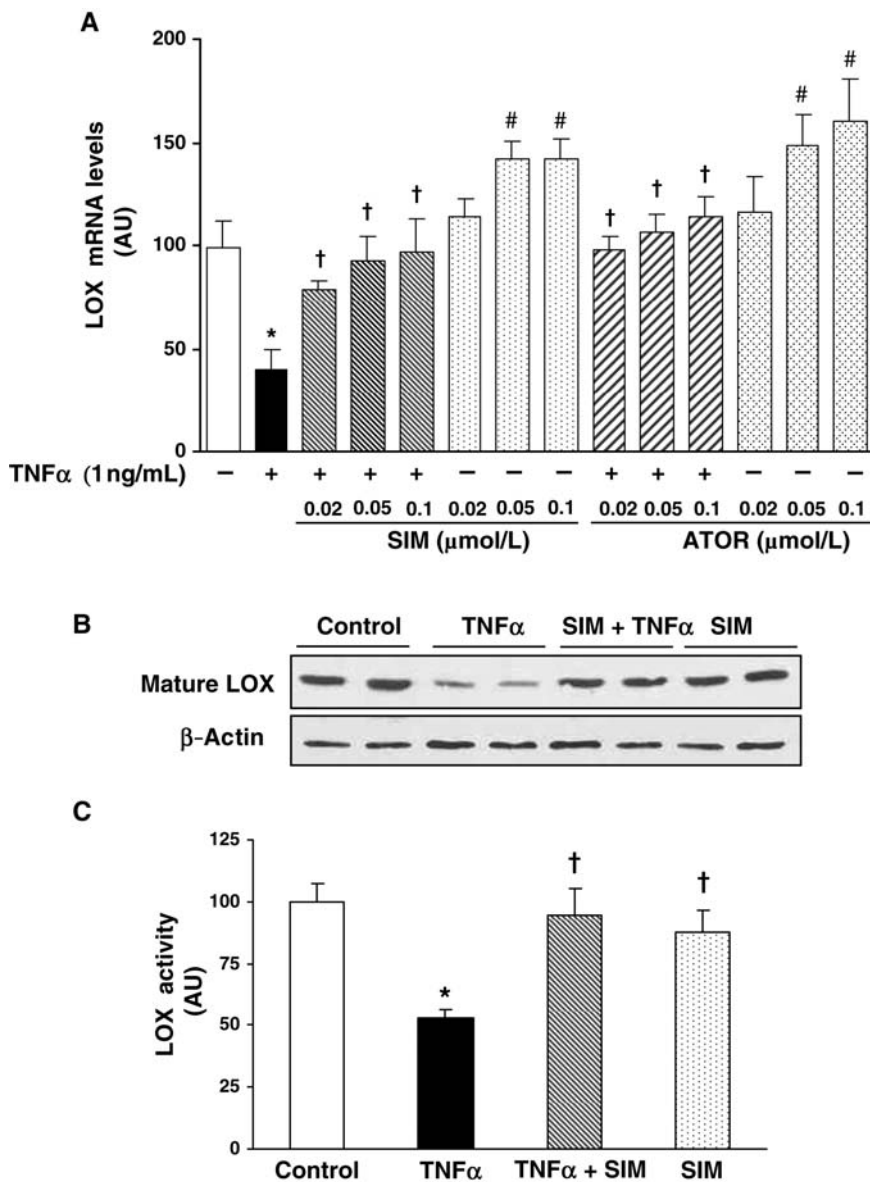 A
200
150
100
50
0
LOX mRNA levels
(AU)
* † † † # # † † † # #
TNFα (1ng/mL) − + + + + − − − + + + − − −
0.02 0.05 0.1 0.02 0.05 0.1 0.02 0.05 0.1 0.02 0.05 0.1
SIM (μmol/L) ATOR (μmol/L)
B
Control TNFα SIM + TNFα SIM
Mature LOX
β-Actin
C
125
100
75
50
25
0
LOX activity
(AU)
* † †
Control TNFα TNFα + SIM SIM